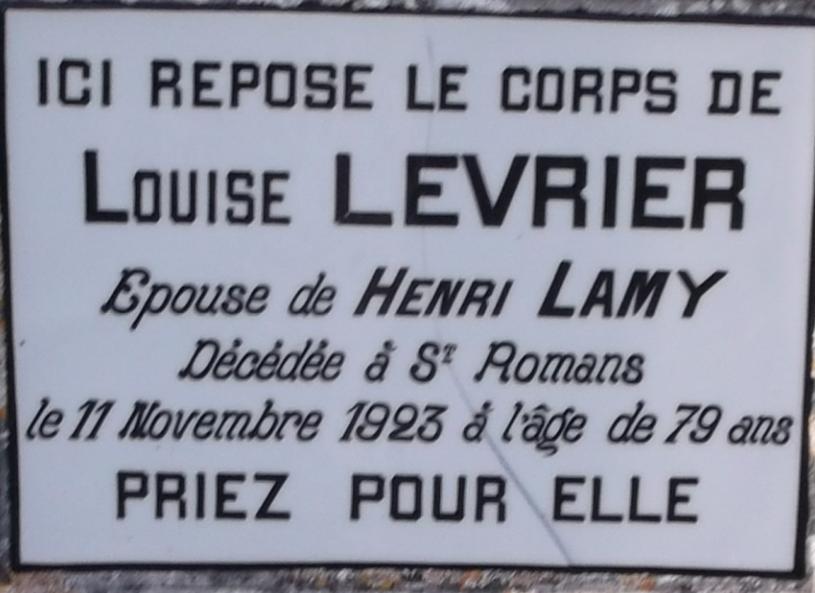 ICI REPOSE LE CORPS DE
LOUISE LEVRIER
Epouse de HENRI LAMY
Décédée à St Romans
le 11 Novembre 1923 à l'âge de 79 ans
PRIEZ POUR ELLE